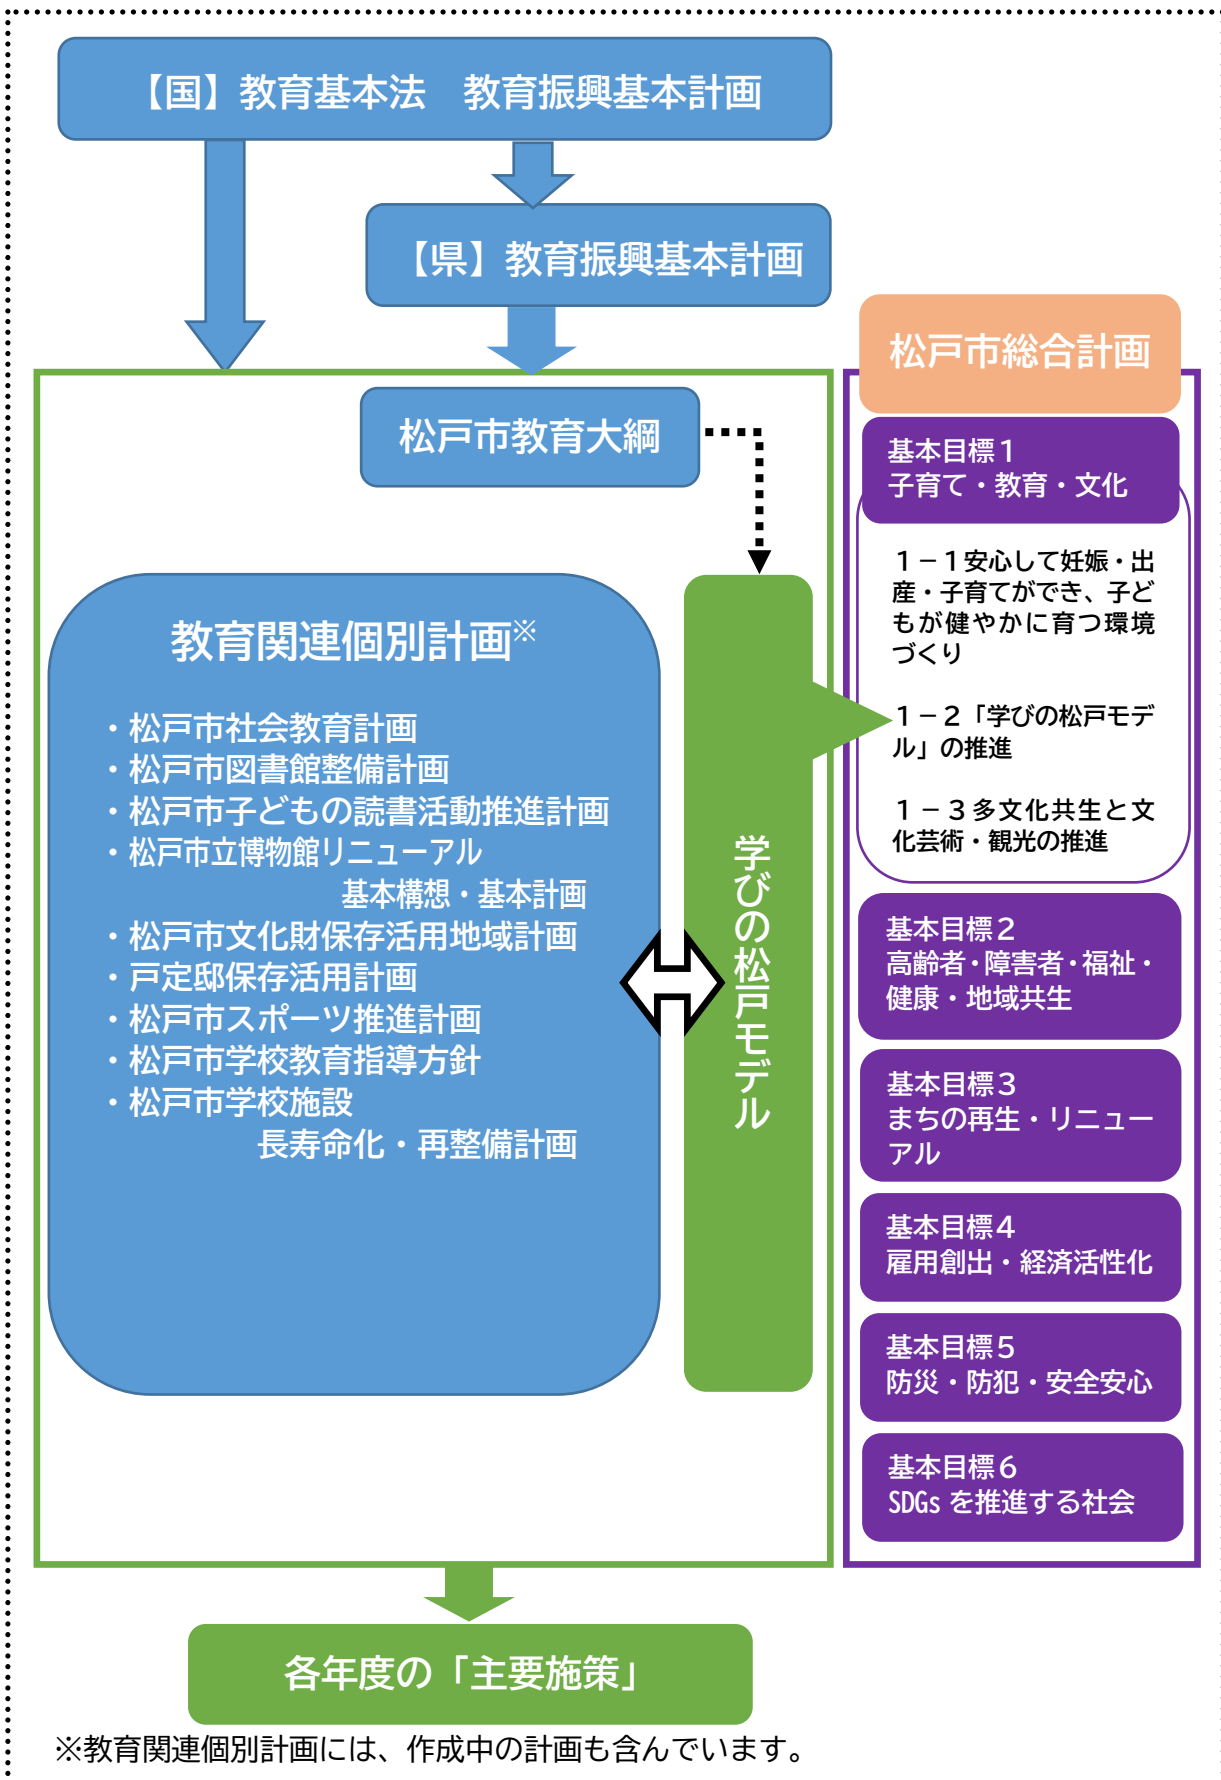 【国】教育基本法　教育振興基本計画
【県】教育振興基本計画
松戸市教育大綱
教育関連個別計画※
・松戸市社会教育計画
・松戸市図書館整備計画
・松戸市子どもの読書活動推進計画
・松戸市立博物館リニューアル
基本構想・基本計画
・松戸市文化財保存活用地域計画
・戸定邸保存活用計画
・松戸市スポーツ推進計画
・松戸市学校教育指導方針
・松戸市学校施設
長寿命化・再整備計画
学びの松戸モデル
松戸市総合計画
基本目標１
子育て・教育・文化
１－１安心して妊娠・出
産・子育てができ、子ど
もが健やかに育つ環境
づくり
１－２「学びの松戸モデ
ル」の推進
１－３多文化共生と文
化芸術・観光の推進
基本目標２
高齢者・障害者・福祉・
健康・地域共生
基本目標３
まちの再生・リニュー
アル
基本目標４
雇用創出・経済活性化
基本目標５
防災・防犯・安全安心
基本目標６
SDGs を推進する社会
各年度の「主要施策」
※教育関連個別計画には、作成中の計画も含んでいます。